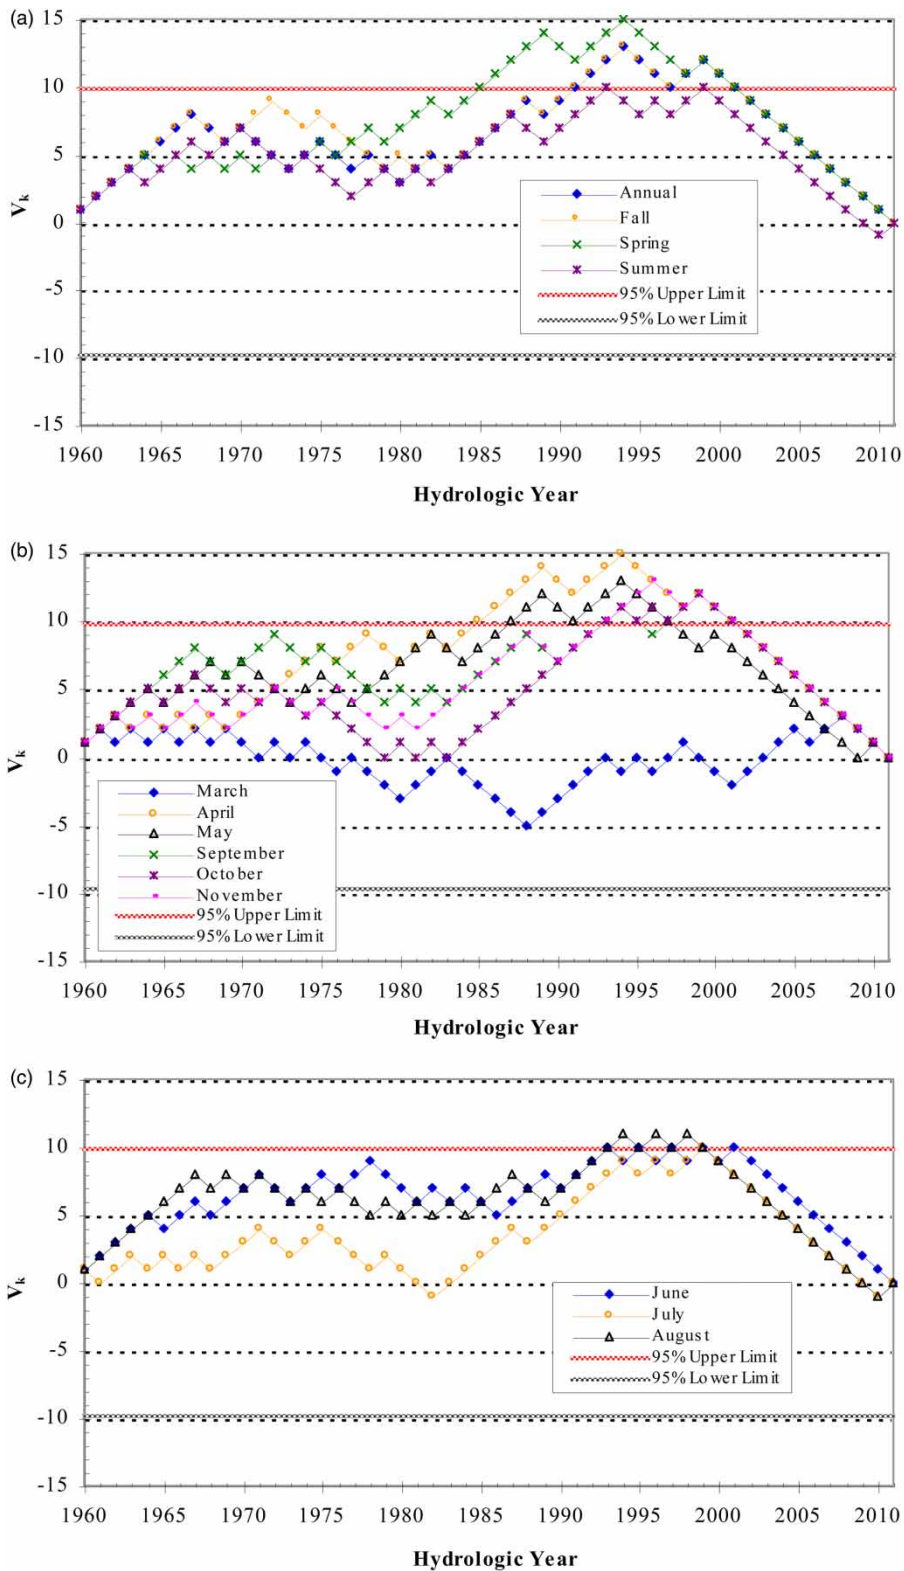 (a)
15
10
5
0
-5
-10
-15
V_k
Annual
Fall
Spring
Summer
95% Upper Limit
95% Lower Limit
1960 1965 1970 1975 1980 1985 1990 1995 2000 2005 2010
Hydrologic Year
(b)
15
10
5
0
-5
-10
-15
V_k
March
April
May
September
October
November
95% Upper Limit
95% Lower Limit
1960 1965 1970 1975 1980 1985 1990 1995 2000 2005 2010
Hydrologic Year
(c)
15
10
5
0
-5
-10
-15
V_k
June
July
August
95% Upper Limit
95% Lower Limit
1960 1965 1970 1975 1980 1985 1990 1995 2000 2005 2010
Hydrologic Year